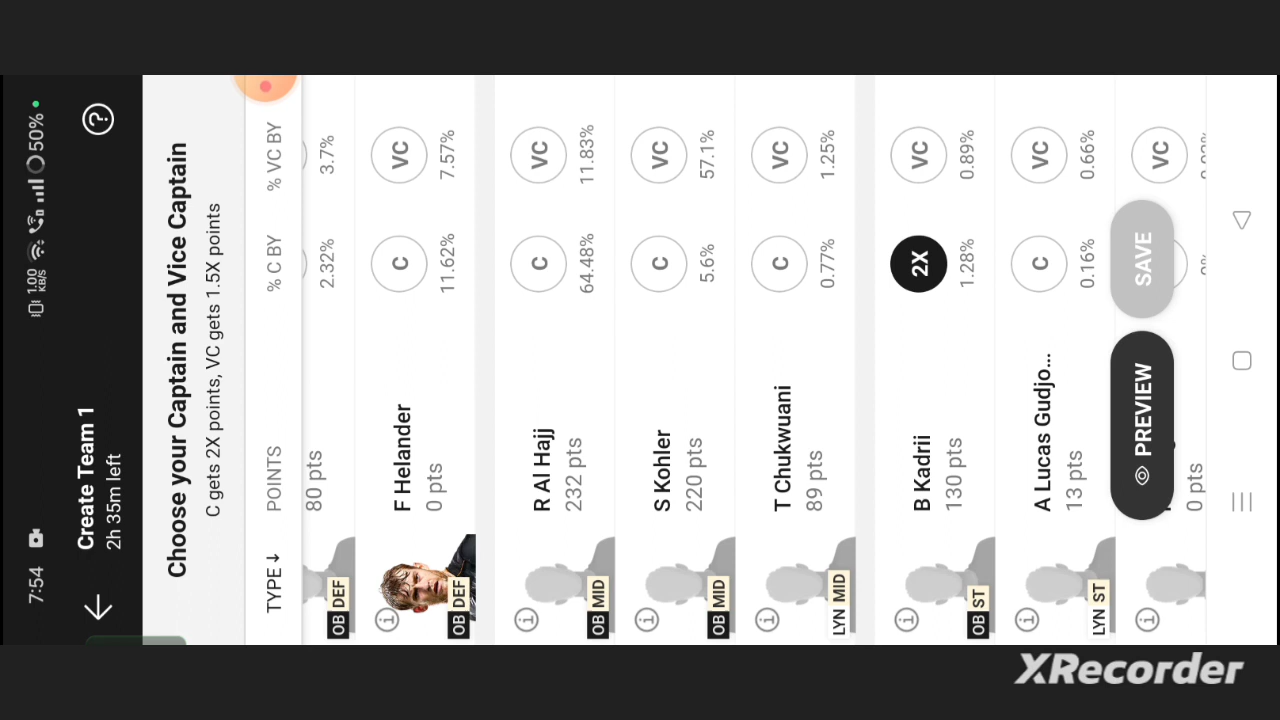 7:54
1.00 KB/S
50%
Create Team 1
2h 35m left
?
Choose your Captain and Vice Captain
C gets 2X points, VC gets 1.5X points
TYPE ↓ POINTS % C BY % VC BY
OB DEF 80 pts 2.32% 3.7%
F Helander C VC
OB DEF 0 pts 11.62% 7.57%
R Al Hajj C VC
OB MID 232 pts 64.48% 11.83%
S Kohler C VC
OB MID 220 pts 5.6% 57.1%
T Chukwuani C VC
LYN MID 89 pts 0.77% 1.25%
B Kadrii 2X VC
OB ST 130 pts 1.28% 0.89%
A Lucas Gudjo... C VC
LYN ST 13 pts 0.16% 0.66%
PREVIEW SAVE VC
0 pts
XRecorder